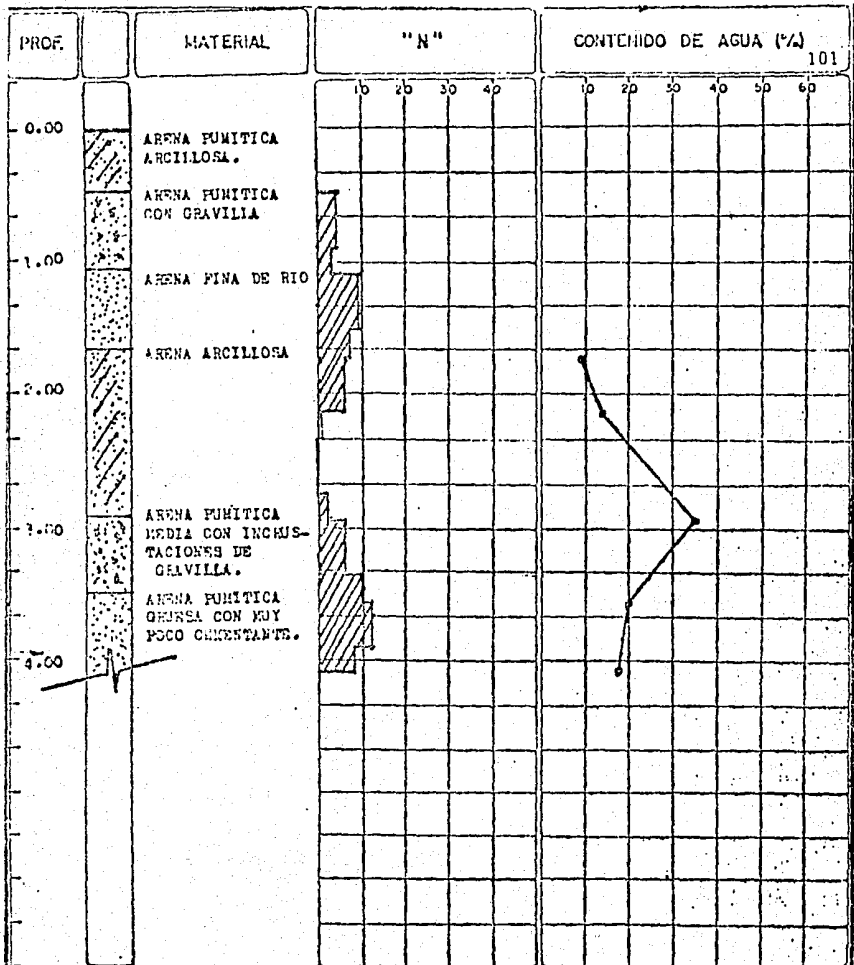 PROF.
MATERIAL
"N"
CONTENIDO DE AGUA (%)
101
10 20 30 40
10 20 30 40 50 60
0.00
ARENA PUMITICA
ARCILLOSA.
ARENA PUMITICA
CON GRAVILLA
1.00
ARENA FINA DE RIO
ARENA ARCILLOSA
2.00
3.00
ARENA PUMITICA
MEDIA CON INCRUS-
TACIONES DE
GRAVILLA.
ARENA PUMITICA
GRUESA CON MUY
POCO CEMENTANTE.
4.00